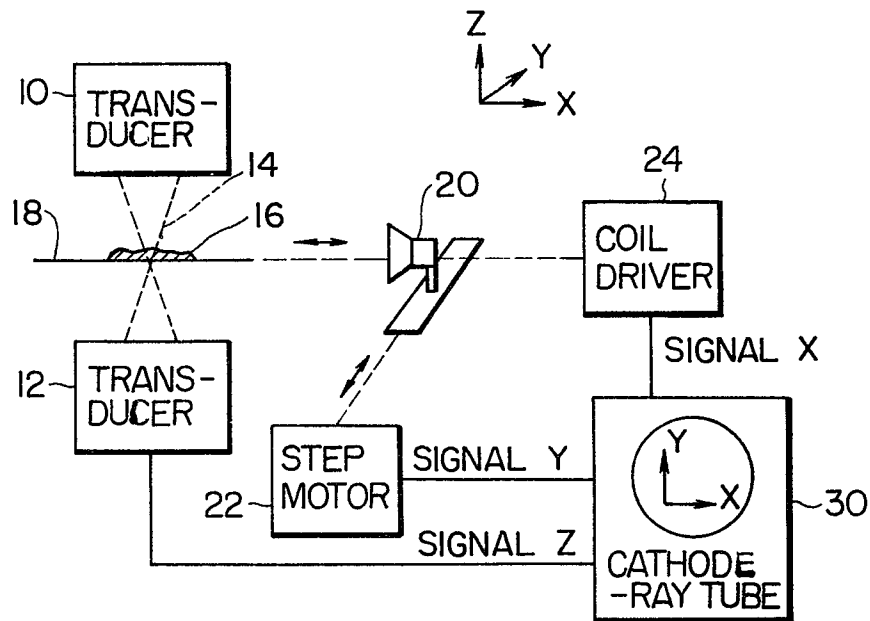 Z
Y
X
10
TRANS-
DUCER
14
16
18
20
24
COIL
DRIVER
12
TRANS-
DUCER
SIGNAL X
STEP
MOTOR
22
SIGNAL Y
SIGNAL Z
Y
X
30
CATHODE
-RAY TUBE